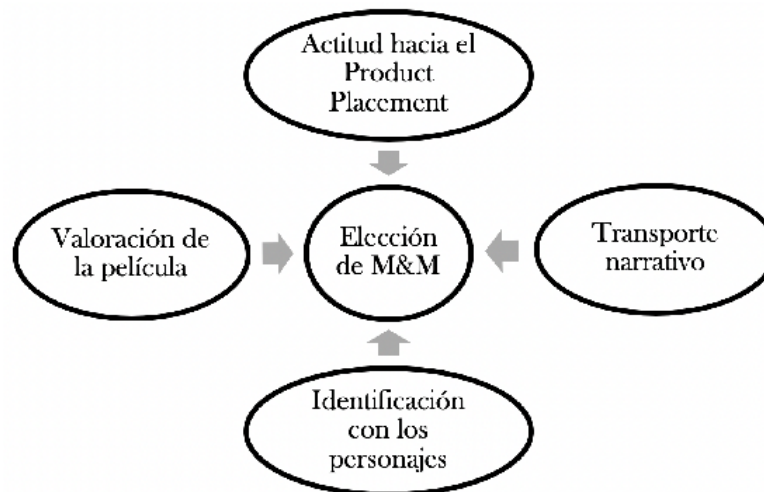 Actitud hacia el
Product
Placement
Valoración de
la película
Elección
de M&M
Transporte
narrativo
Identificación
con los
personajes